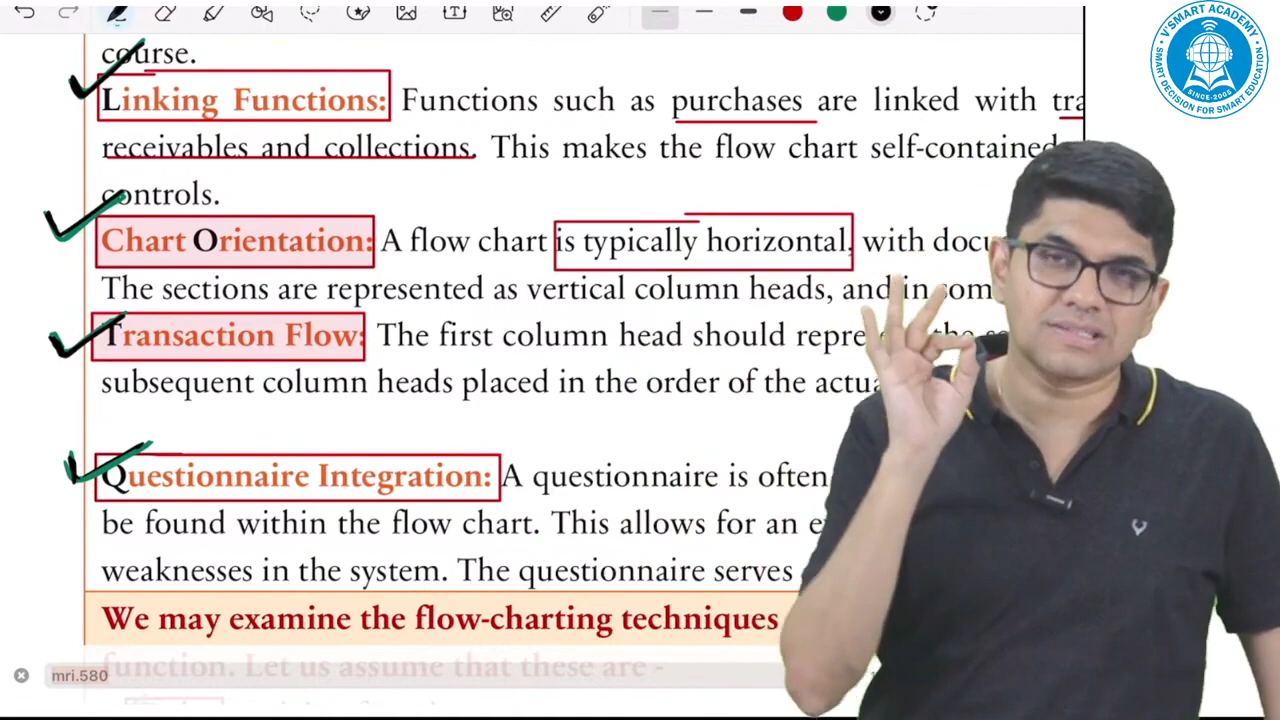 course.
Linking Functions: Functions such as purchases are linked with
receivables and collections. This makes the flow chart self-contained
controls.
Chart Orientation: A flow chart is typically horizontal, with
The sections are represented as vertical column heads, and in
Transaction Flow: The first column head should the
subsequent column heads placed in the order of the
Questionnaire Integration: A questionnaire is often
be found within the flow chart. This allows for an
weaknesses in the system. The questionnaire serves
We may examine the flow-charting techniques
function. Let us assume that these are -
mri.580
V'SMART ACADEMY
SINCE-2005
SMART DECISION FOR SMART EDUCATION